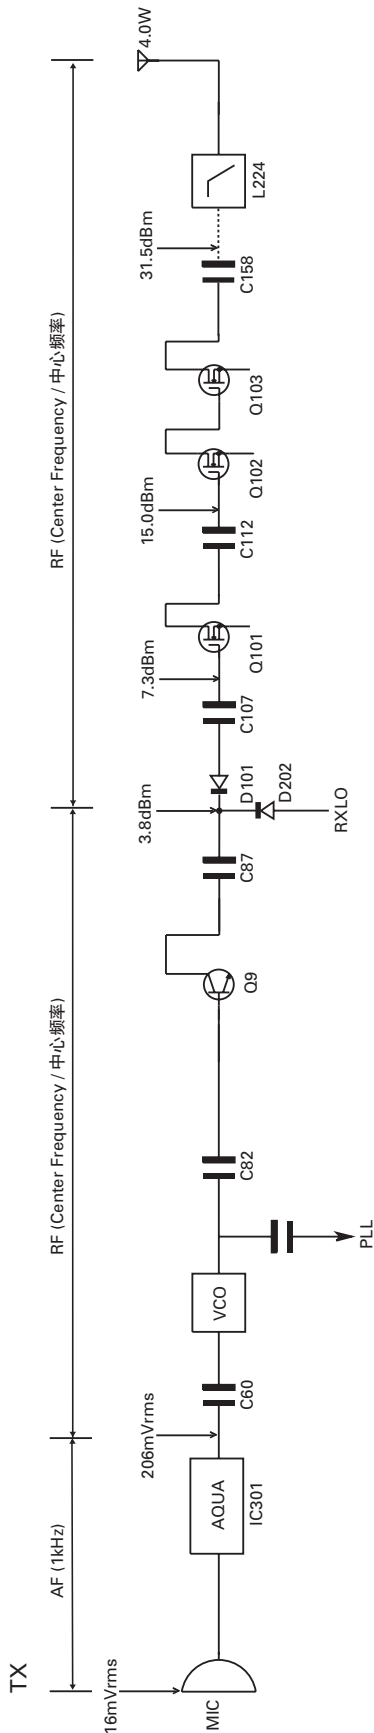 TX
AF (1kHz)
RF (Center Frequency / 中心频率)
RF (Center Frequency / 中心频率)
16mVrms
206mVrms
3.8dBm
7.3dBm
15.0dBm
31.5dBm
4.0W
MIC
AQUA
IC301
C60
VCO
PLL
C82
Q9
C87
D101
D202
RXLO
C107
Q101
C112
Q102
Q103
C158
L224